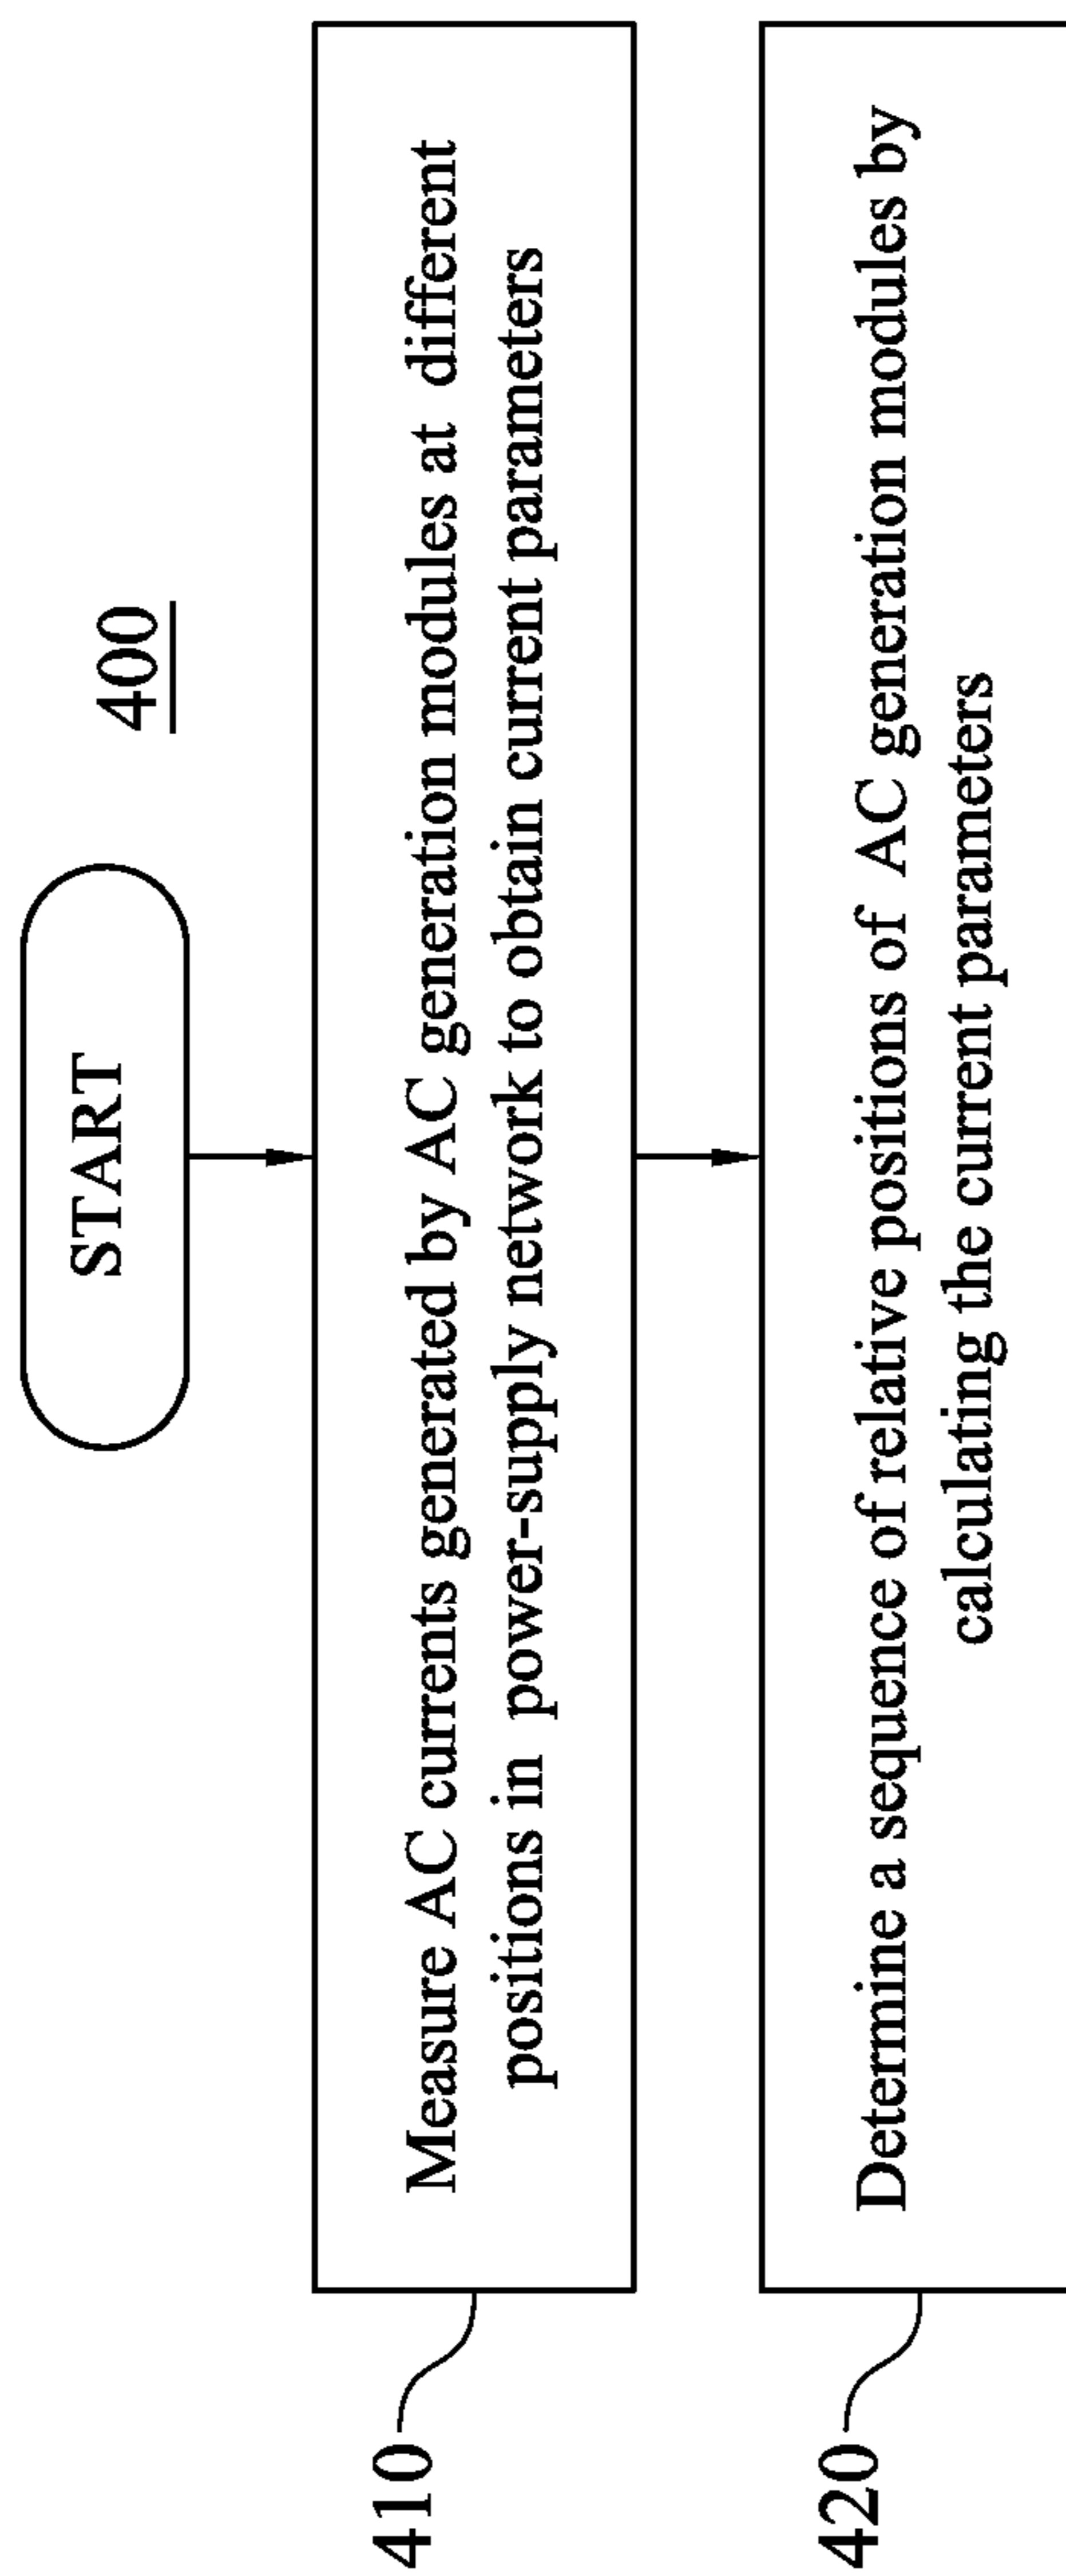 400
START
410
Measure AC currents generated by AC generation modules at different
positions in power-supply network to obtain current parameters
420
Determine a sequence of relative positions of AC generation modules by
calculating the current parameters